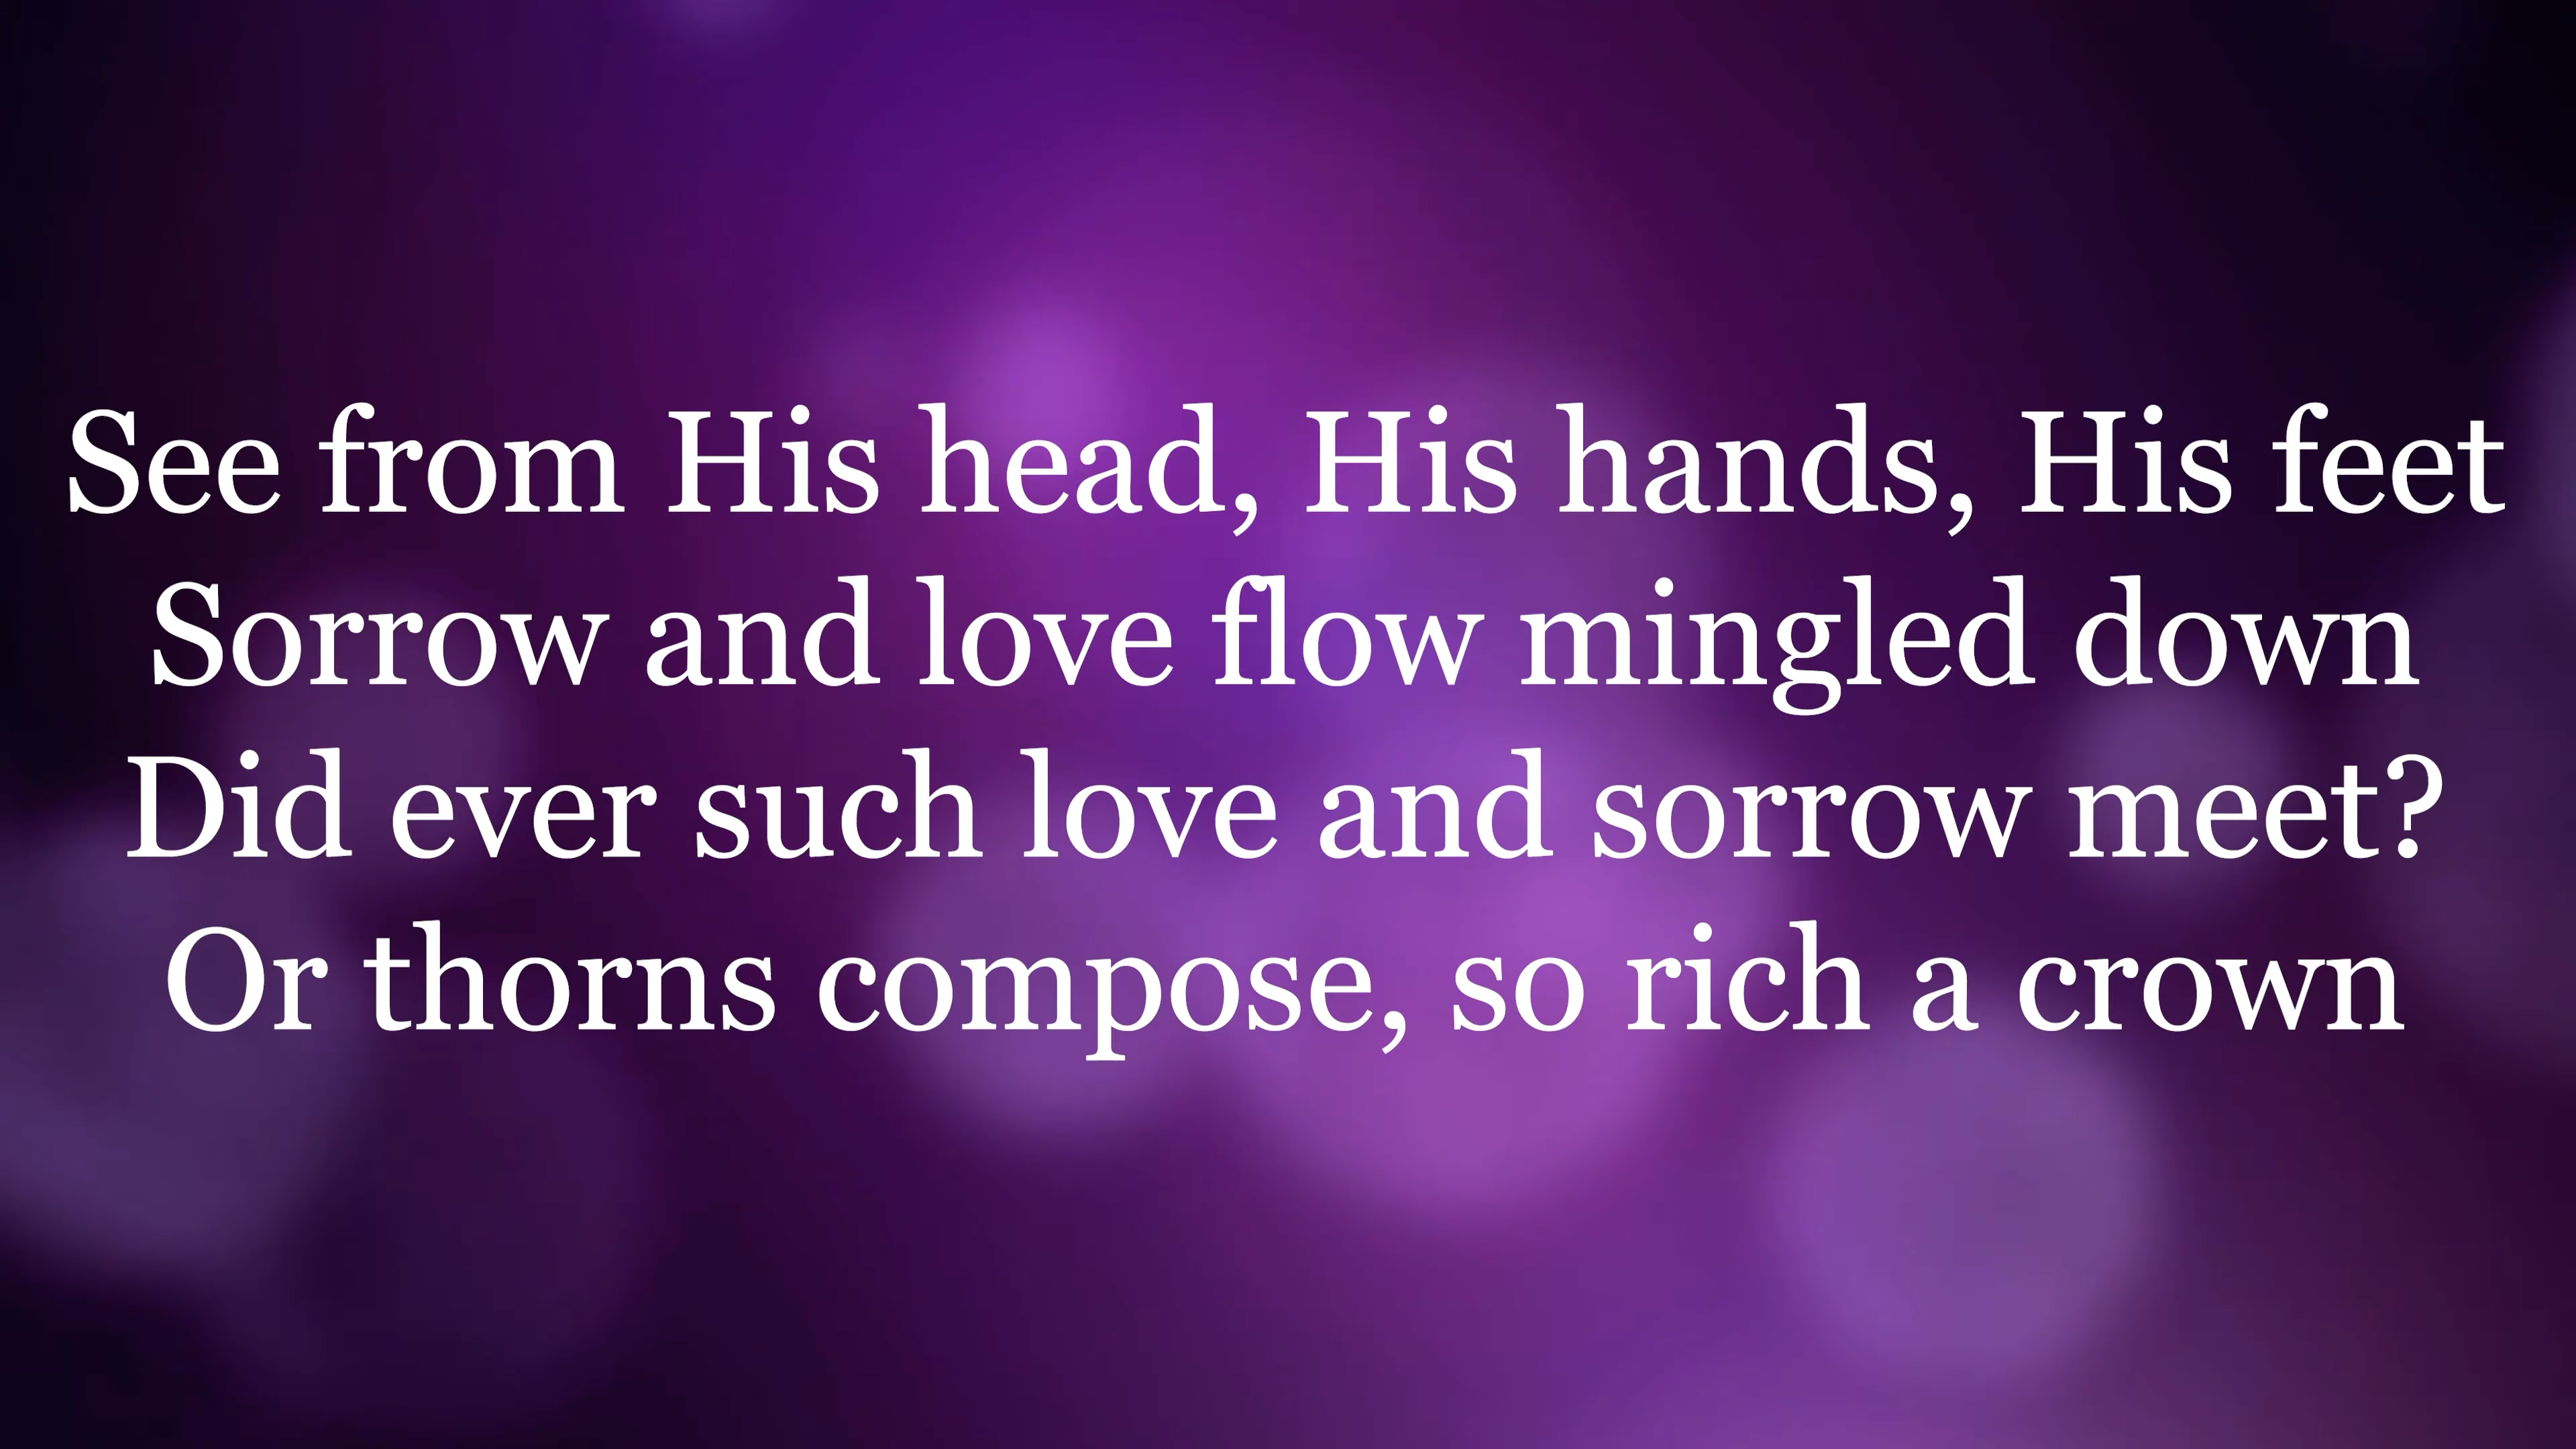 See from His head, His hands, His feet
Sorrow and love flow mingled down
Did ever such love and sorrow meet?
Or thorns compose, so rich a crown